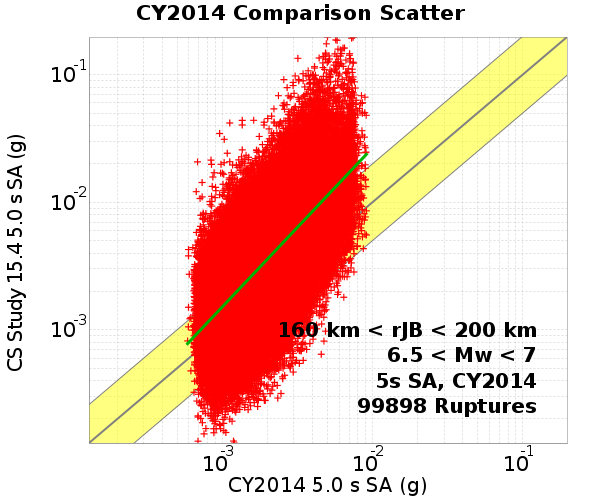 CY2014 Comparison Scatter
CS Study 15.4 5.0 s SA (g)
10-1
10-2
10-3
160 km < rJB < 200 km
6.5 < Mw < 7
5s SA, CY2014
99898 Ruptures
10-3 10-2 10-1
CY2014 5.0 s SA (g)